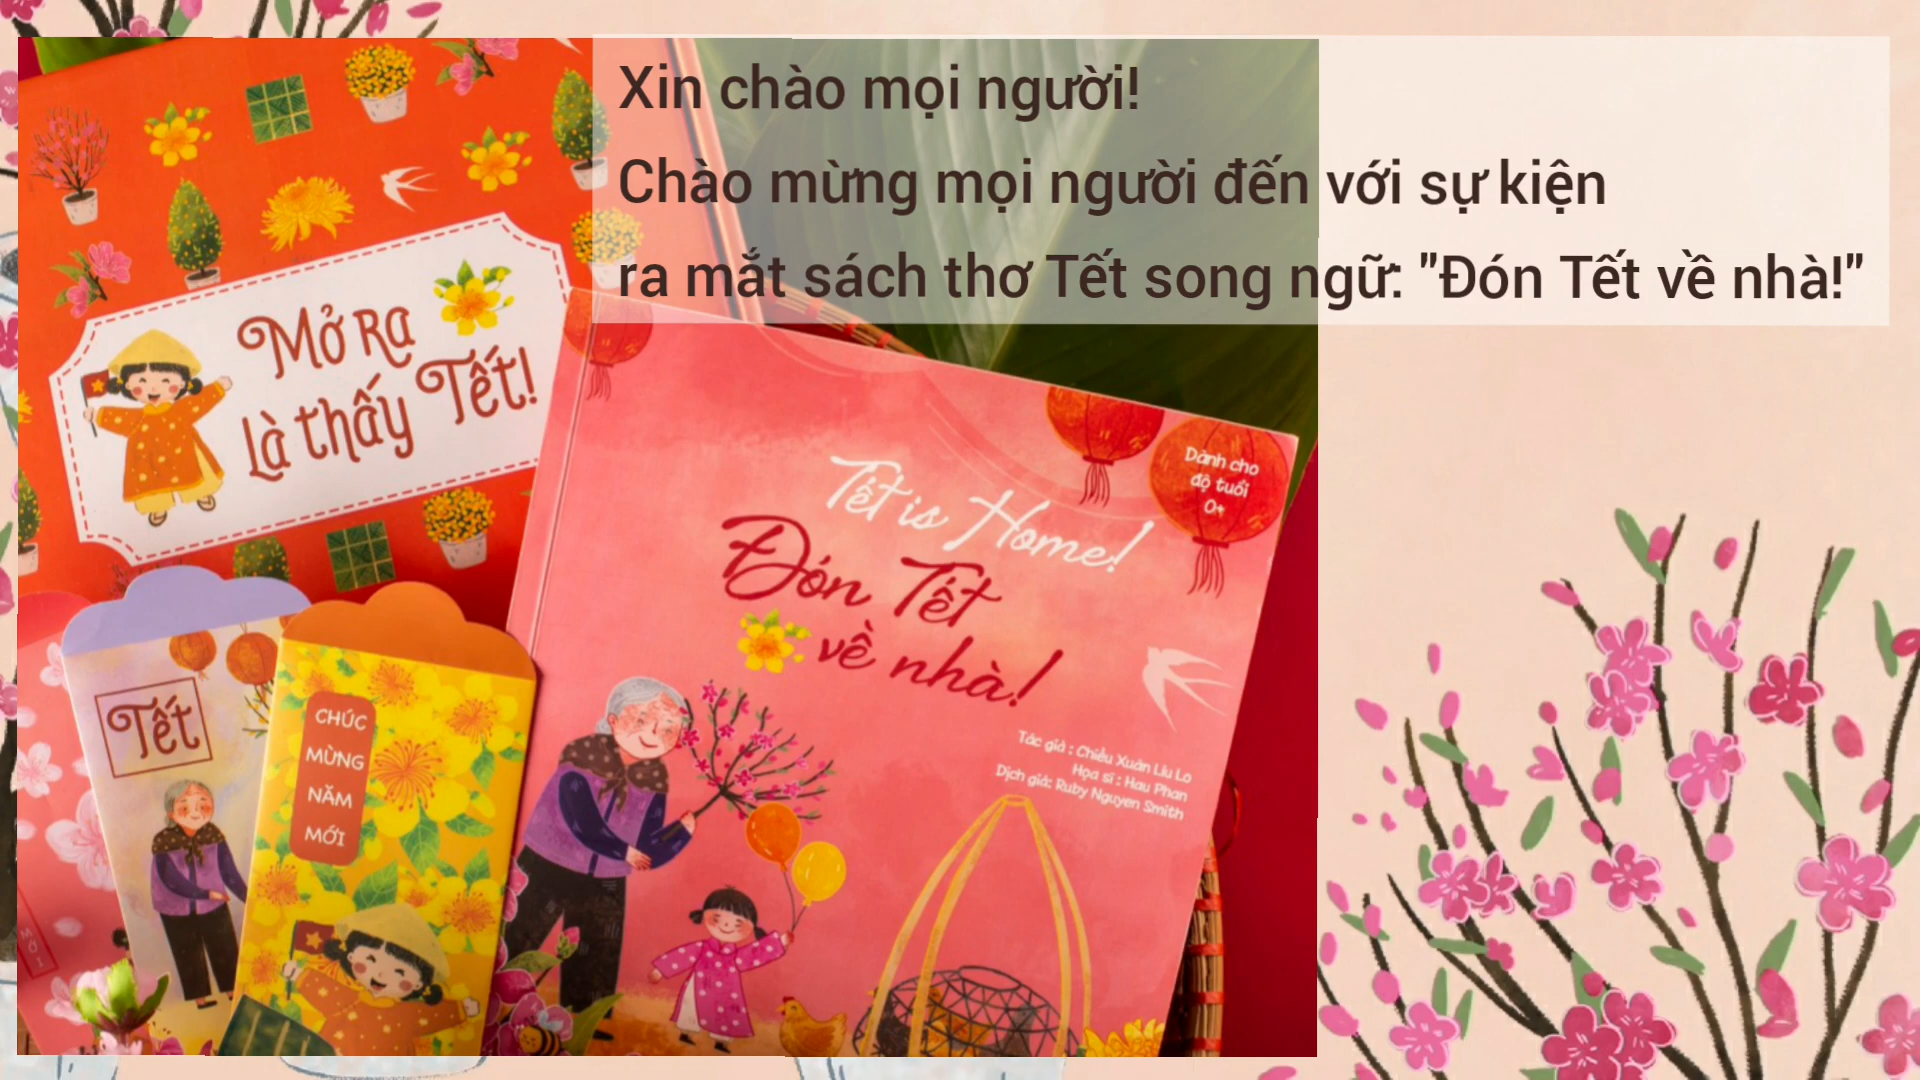 Xin chào mọi người!
Chào mừng mọi người đến với sự kiện
ra mắt sách thơ Tết song ngữ: "Đón Tết về nhà!"
Mở Ra
là thấy Tết!
Tết is Home!
Đón Tết
về nhà!
Dành cho
độ tuổi
0+
Tác giả : Chiều Xuân Liu Lo
Họa sĩ : Hau Phan
Dịch giả: Ruby Nguyen Smith
Tết
CHÚC
MỪNG
NĂM
MỚI
MỚI